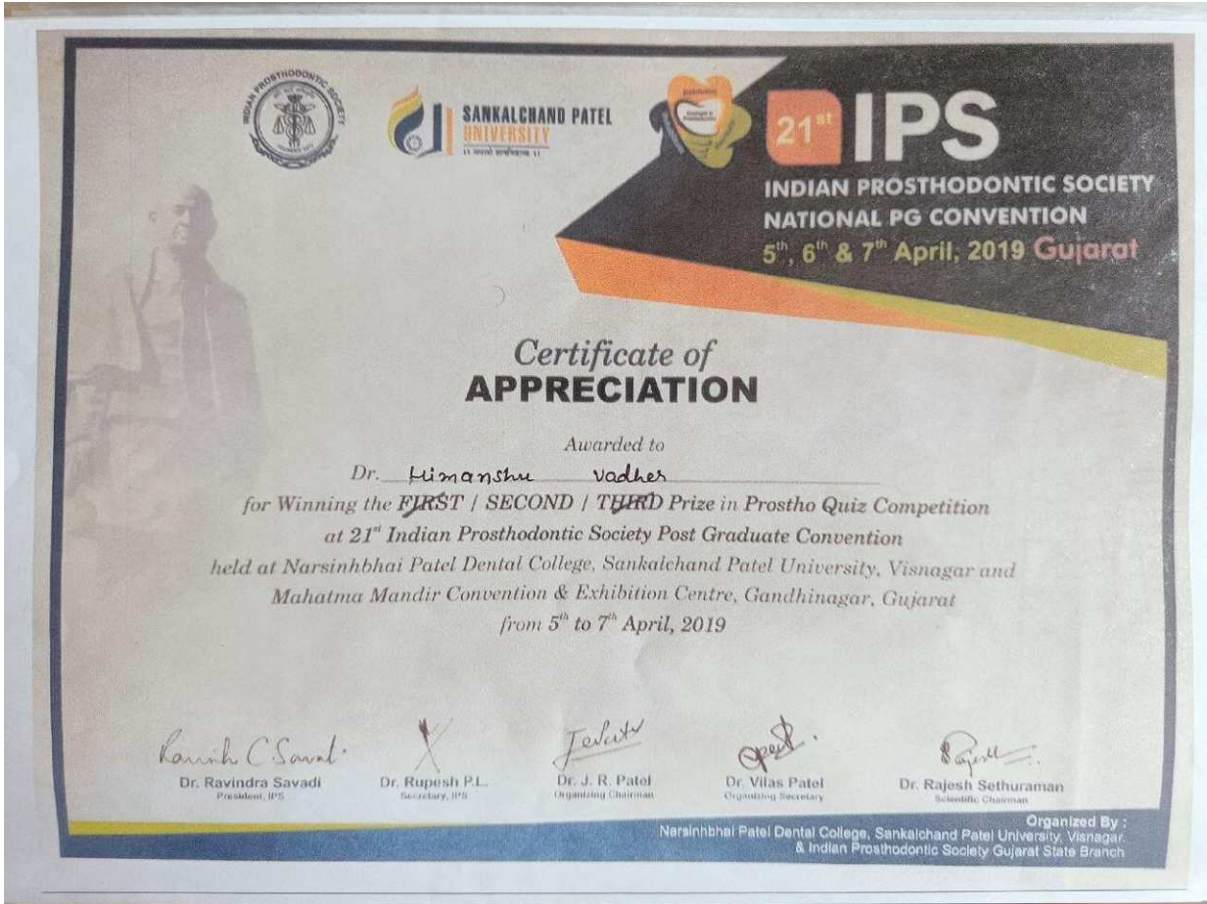 INDIAN PROSTHODONTIC SOCIETY
SANKALCHAND PATEL
UNIVERSITY
21st IPS
INDIAN PROSTHODONTIC SOCIETY
NATIONAL PG CONVENTION
5th, 6th & 7th April, 2019 Gujarat
Certificate of
APPRECIATION
Awarded to
Dr. Himanshu Vadher
for Winning the FIRST / SECOND / THIRD Prize in Prostho Quiz Competition
at 21st Indian Prosthodontic Society Post Graduate Convention
held at Narsinhbhai Patel Dental College, Sankalchand Patel University, Visnagar and
Mahatma Mandir Convention & Exhibition Centre, Gandhinagar, Gujarat
from 5th to 7th April, 2019
Dr. Ravindra Savadi
President, IPS
Dr. Rupesh P.L.
Secretary, IPS
Dr. J. R. Patel
Organizing Chairman
Dr. Vilas Patel
Organizing Secretary
Dr. Rajesh Sethuraman
Scientific Chairman
Organized By :
Narsinhbhai Patel Dental College, Sankalchand Patel University, Visnagar.
& Indian Prosthodontic Society Gujarat State Branch